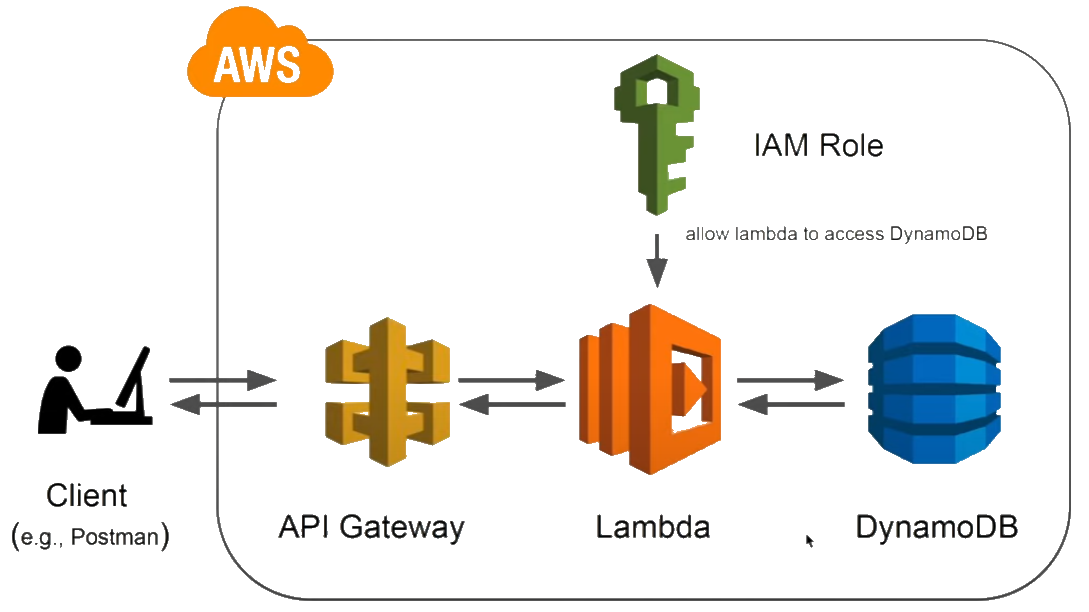 AWS
IAM Role
allow lambda to access DynamoDB
Client
(e.g., Postman)
API Gateway
Lambda
DynamoDB